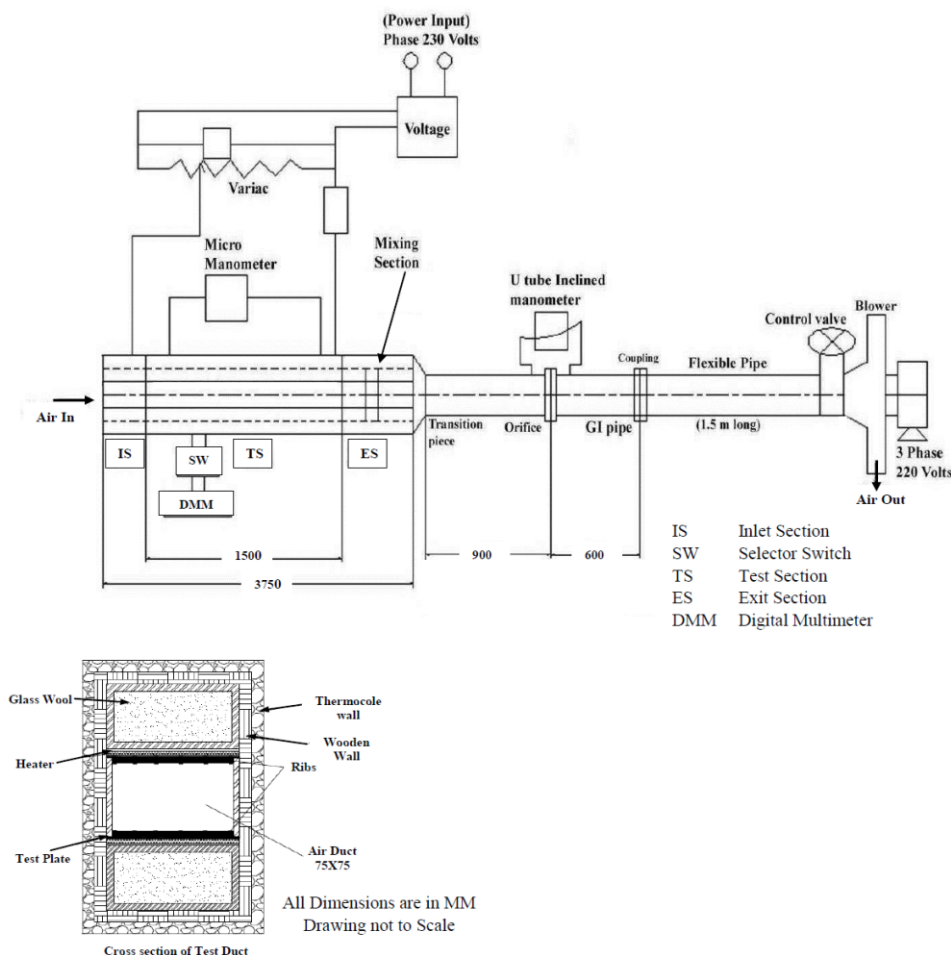 (Power Input)
Phase 230 Volts
Voltage
Variac
Micro
Manometer
Mixing
Section
U tube Inclined
manometer
Blower
Control valve
Coupling
Flexible Pipe
Air In
Transition
piece
Orifice
GI pipe
(1.5 m long)
3 Phase
220 Volts
Air Out
IS
SW
TS
ES
DMM
1500
900
600
3750
IS Inlet Section
SW Selector Switch
TS Test Section
ES Exit Section
DMM Digital Multimeter
Glass Wool
Thermocole
wall
Wooden
Wall
Heater
Ribs
Test Plate
Air Duct
75X75
All Dimensions are in MM
Drawing not to Scale
Cross section of Test Duct